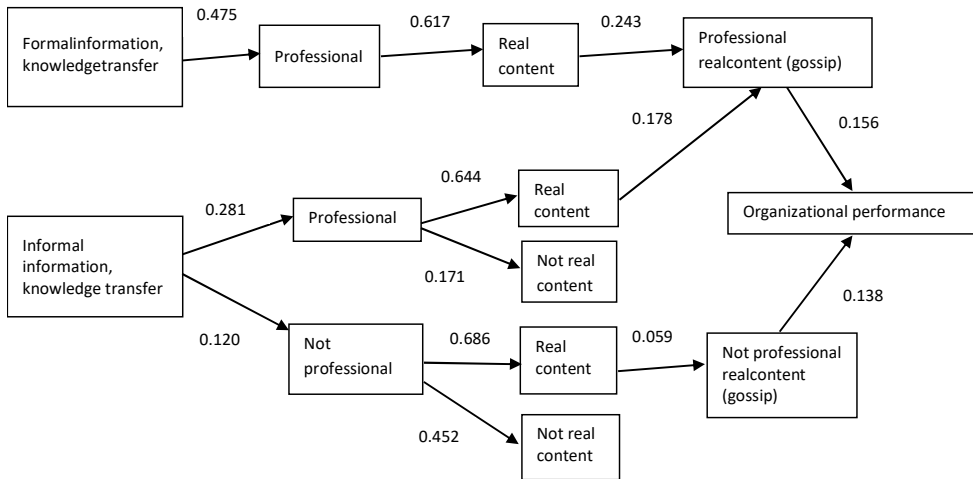 0.475
0.617
0.243
Formalinformation,
knowledgetransfer
Professional
Real
content
Professional
realcontent (gossip)
0.178
0.156
0.644
0.281
Informal
information,
knowledge transfer
Professional
Real
content
Organizational performance
Not real
content
0.171
0.138
0.120
Not
professional
0.686
Real
content
0.059
Not professional
realcontent
(gossip)
0.452
Not real
content